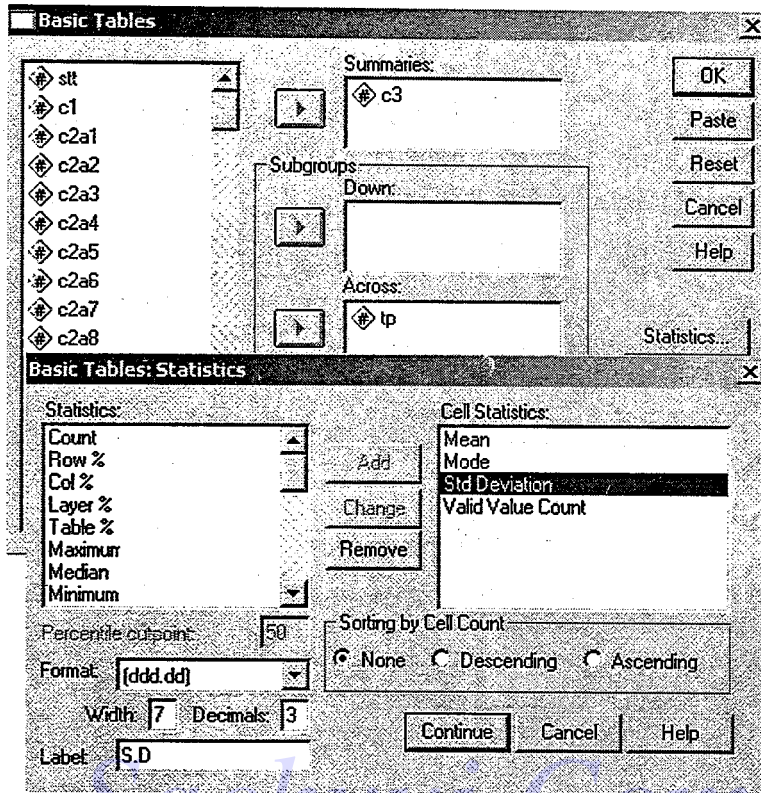 Basic Tables
stt
c1
c2a1
c2a2
c2a3
c2a4
c2a5
c2a6
c2a7
c2a8
Summaries:
c3
Subgroups
Down:
Across:
tp
OK
Paste
Reset
Cancel
Help
Statistics...
Basic Tables: Statistics
Statistics:
Count
Row %
Col %
Layer %
Table %
Maximum
Median
Minimum
Add
Change
Remove
Cell Statistics:
Mean
Mode
Std Deviation
Valid Value Count
Percentile cutpoint: 50
Sorting by Cell Count
None Descending Ascending
Format: (ddd.dd)
Width: 7 Decimals: 3
Label: S.D
Continue Cancel Help